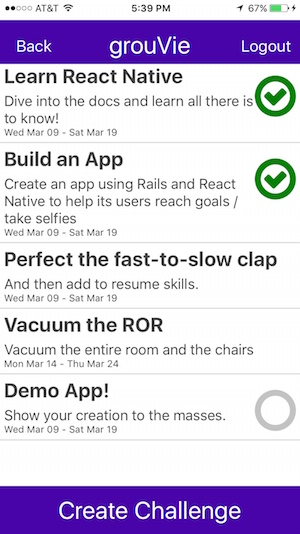 AT&T 5:39 PM 67%
Back grouVie Logout
Learn React Native
Dive into the docs and learn all there is
to know!
Wed Mar 09 - Sat Mar 19
Build an App
Create an app using Rails and React
Native to help its users reach goals /
take selfies
Wed Mar 09 - Sat Mar 19
Perfect the fast-to-slow clap
And then add to resume skills.
Wed Mar 09 - Sat Mar 19
Vacuum the ROR
Vacuum the entire room and the chairs
Mon Mar 14 - Thu Mar 24
Demo App!
Show your creation to the masses.
Wed Mar 09 - Sat Mar 19
Create Challenge